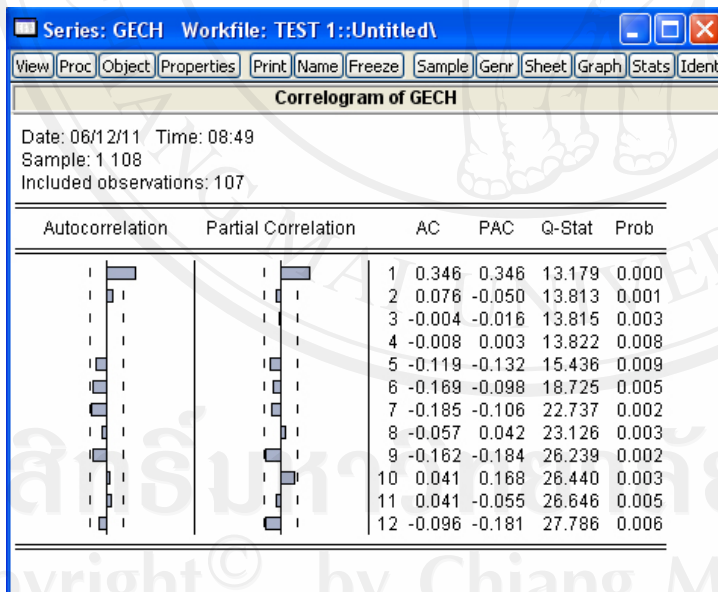 Series: GECH Workfile: TEST 1::Untitled\
View Proc Object Properties Print Name Freeze Sample Genr Sheet Graph Stats Ident
Correlogram of GECH
Date: 06/12/11 Time: 08:49
Sample: 1 108
Included observations: 107
Autocorrelation Partial Correlation AC PAC Q-Stat Prob
1 0.346 0.346 13.179 0.000
2 0.076 -0.050 13.813 0.001
3 -0.004 -0.016 13.815 0.003
4 -0.008 0.003 13.822 0.008
5 -0.119 -0.132 15.436 0.009
6 -0.169 -0.098 18.725 0.005
7 -0.185 -0.106 22.737 0.002
8 -0.057 0.042 23.126 0.003
9 -0.162 -0.184 26.239 0.002
10 0.041 0.168 26.440 0.003
11 0.041 -0.055 26.646 0.005
12 -0.096 -0.181 27.786 0.006